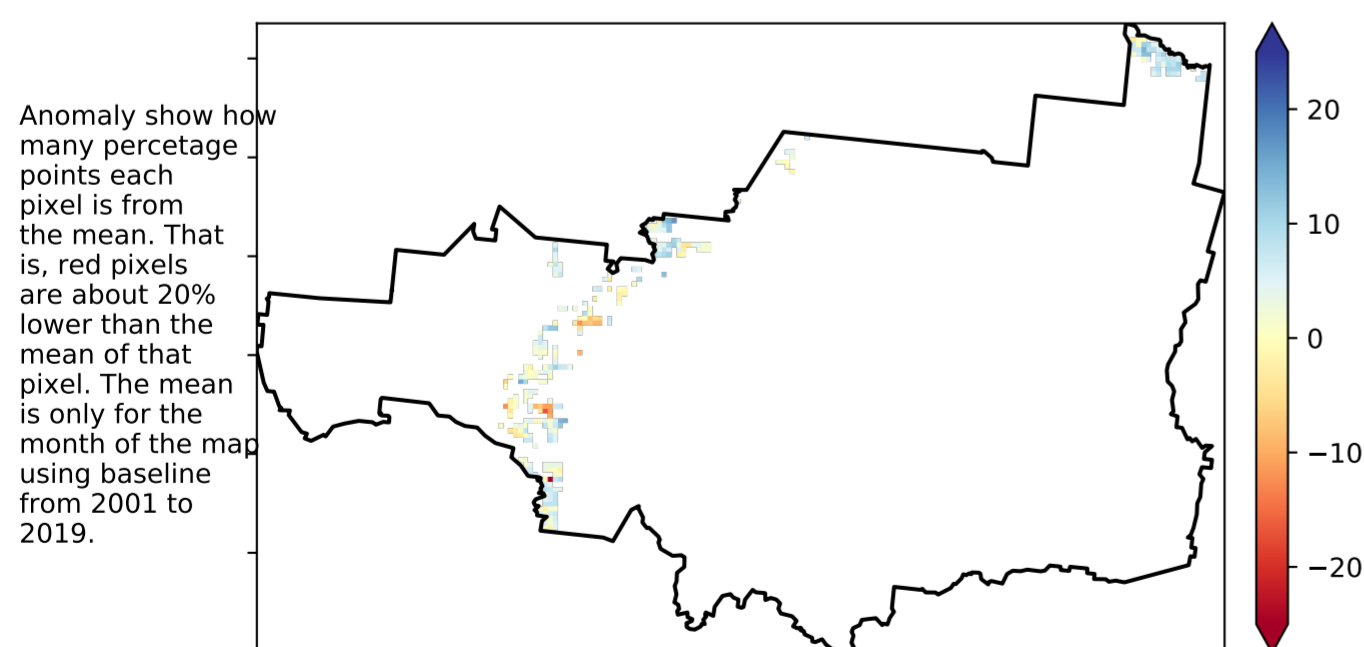 Anomaly show how
many percetage
points each
pixel is from
the mean. That
is, red pixels
are about 20%
lower than the
mean of that
pixel. The mean
is only for the
month of the map
using baseline
from 2001 to
2019.
20
10
0
−10
−20